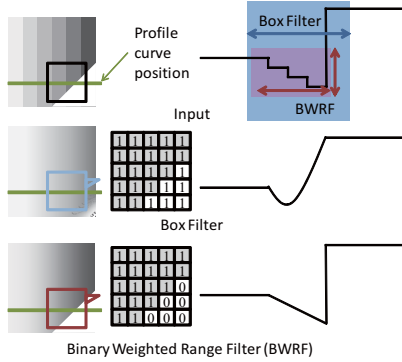 Profile
curve
position
Box Filter
BWRF
Input
1 1 1 1 1
1 1 1 1 1
1 1 1 1 1
1 1 1 1 1
1 1 1 1 1
Box Filter
1 1 1 1 1
1 1 1 1 1
1 1 1 1 0
1 1 1 0 0
1 1 0 0 0
Binary Weighted Range Filter (BWRF)